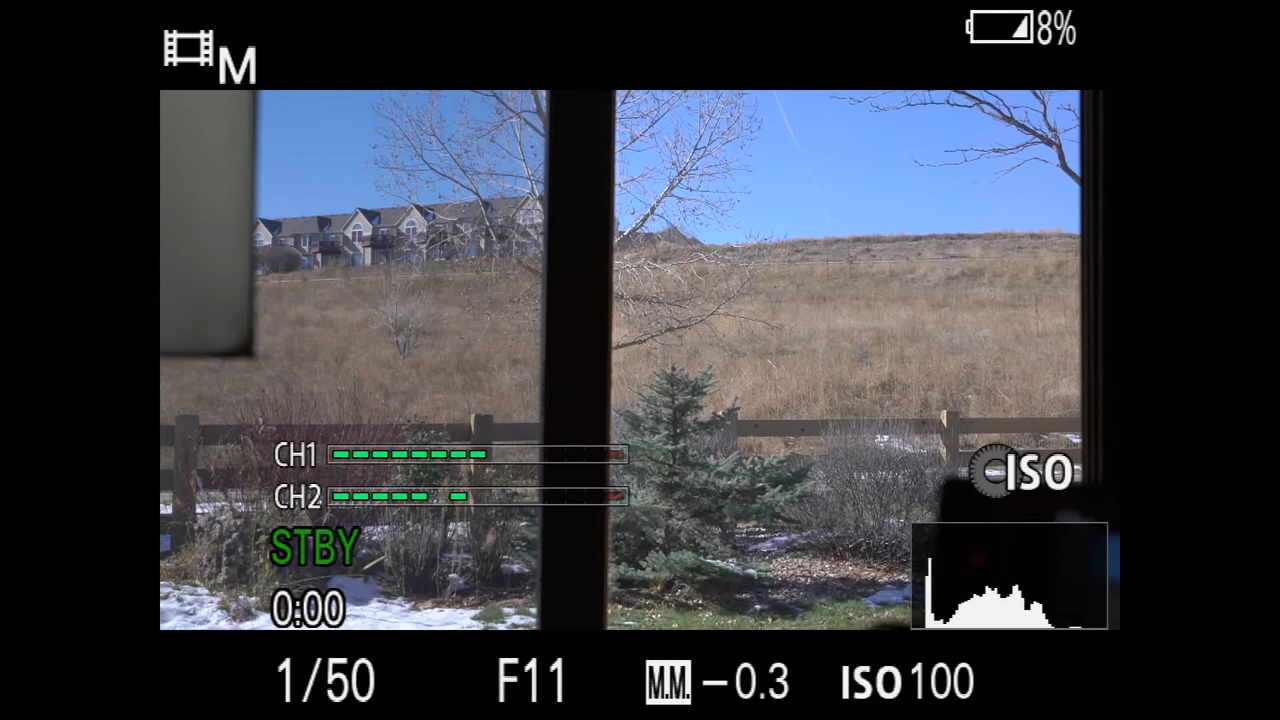 M
8%
CH1
CH2
STBY
0:00
ISO
1/50 F11 M.M. −0.3 ISO 100